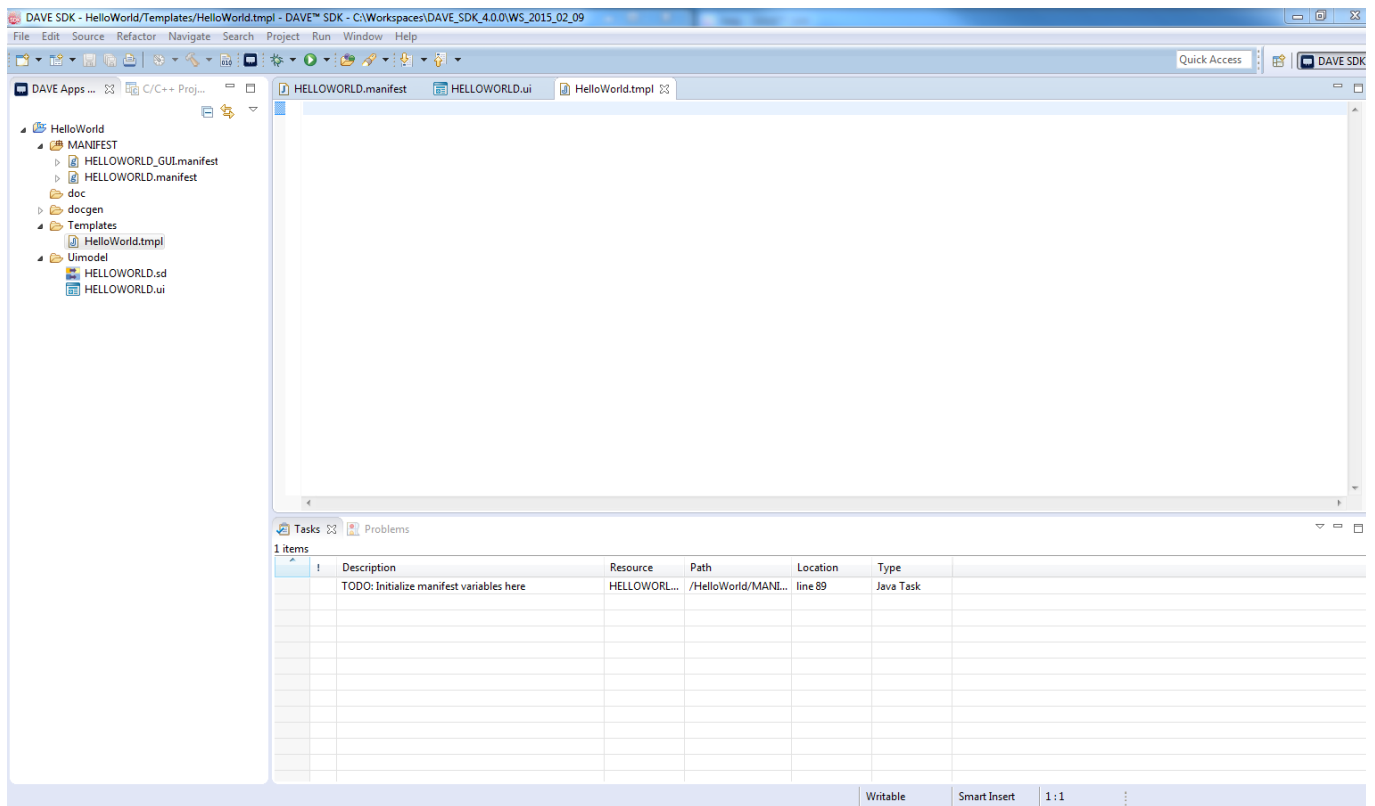 DAVE SDK - HelloWorld/Templates/HelloWorld.tmpl - DAVE™ SDK - C:\Workspaces\DAVE_SDK_4.0.0\WS_2015_02_09
File Edit Source Refactor Navigate Search Project Run Window Help
Quick Access DAVE SDK
DAVE Apps ... C/C++ Proj... HELLOWORLD.manifest HELLOWORLD.ui HelloWorld.tmpl
HelloWorld
MANIFEST
HELLOWORLD_GUI.manifest
HELLOWORLD.manifest
doc
docgen
Templates
HelloWorld.tmpl
Uimodel
HELLOWORLD.sd
HELLOWORLD.ui
Tasks Problems
1 items
! Description Resource Path Location Type
TODO: Initialize manifest variables here HELLOWORL... /HelloWorld/MANI... line 89 Java Task
Writable Smart Insert 1 : 1